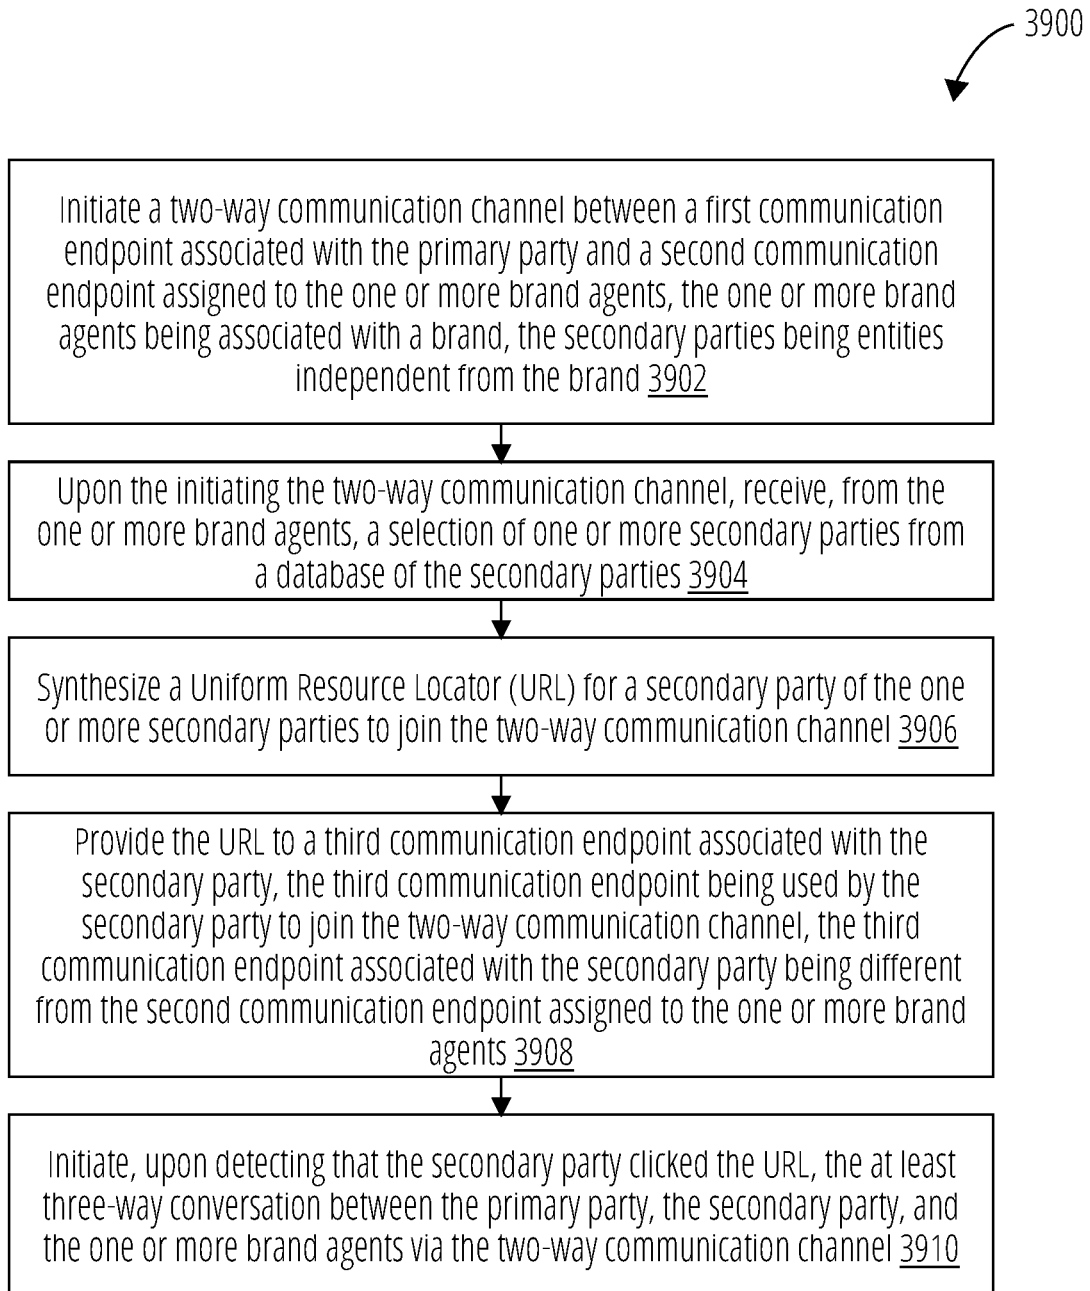 3900
Initiate a two-way communication channel between a first communication
endpoint associated with the primary party and a second communication
endpoint assigned to the one or more brand agents, the one or more brand
agents being associated with a brand, the secondary parties being entities
independent from the brand 3902
Upon the initiating the two-way communication channel, receive, from the
one or more brand agents, a selection of one or more secondary parties from
a database of the secondary parties 3904
Synthesize a Uniform Resource Locator (URL) for a secondary party of the one
or more secondary parties to join the two-way communication channel 3906
Provide the URL to a third communication endpoint associated with the
secondary party, the third communication endpoint being used by the
secondary party to join the two-way communication channel, the third
communication endpoint associated with the secondary party being different
from the second communication endpoint assigned to the one or more brand
agents 3908
Initiate, upon detecting that the secondary party clicked the URL, the at least
three-way conversation between the primary party, the secondary party, and
the one or more brand agents via the two-way communication channel 3910